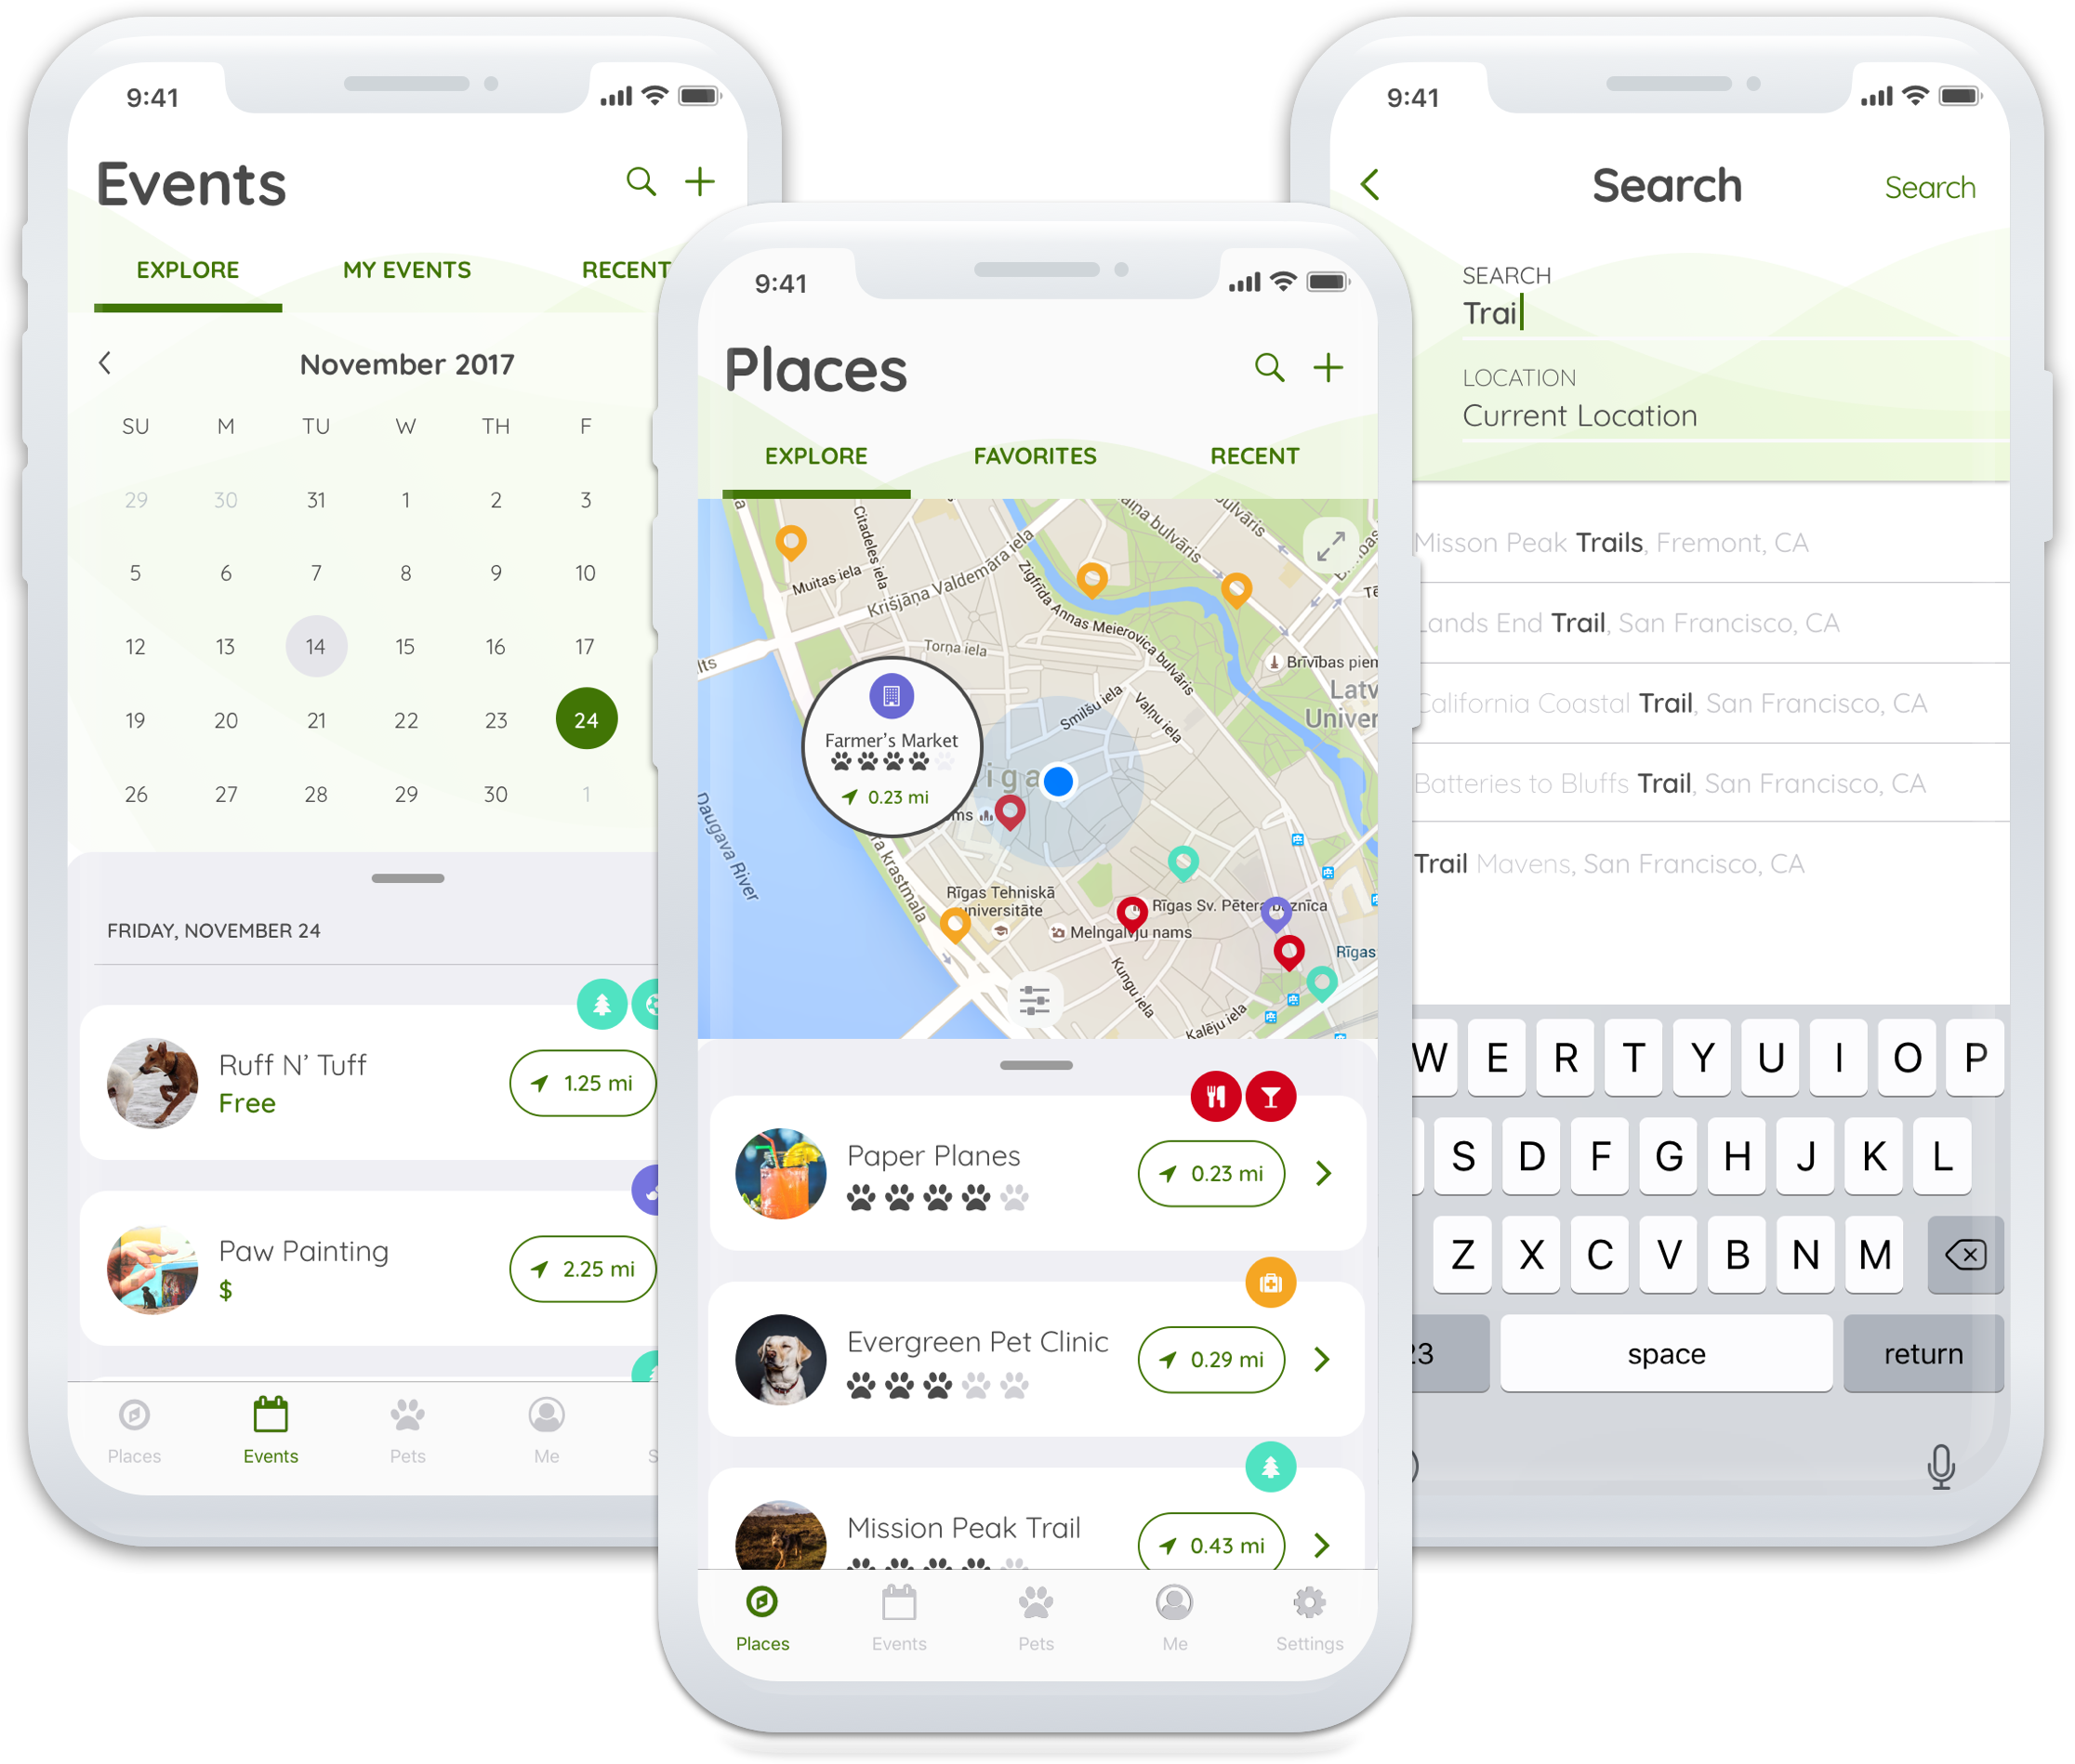 9:41
Events
EXPLORE MY EVENTS RECENT
November 2017
SU M TU W TH F
29 30 31 1 2 3
5 6 7 8 9 10
12 13 14 15 16 17
19 20 21 22 23 24
26 27 28 29 30 1
FRIDAY, NOVEMBER 24
Ruff N’ Tuff
Free
1.25 mi
Paw Painting
$
2.25 mi
Places Events Pets Me S
9:41
Places
EXPLORE FAVORITES RECENT
Citadeles iela
Muitas iela
Krišjāņa Valdemāra iela
aiņa bulvāris
bulvāris
Zigfrīda Annas Meierovica bulvāris
Torņa iela
Brīvības piem
Latv
Univer
Smilšu iela
Vaļņu iela
Farmer’s Market
0.23 mi
īga
oms
Daugava River
ra krastmala
Rīgas Tehniskā
universitāte
Rīgas Sv. Pētera baznīca
Melngalvju nams
Rīgas
Kungu iela
Kalēju iela
Paper Planes
0.23 mi
Evergreen Pet Clinic
0.29 mi
Mission Peak Trail
0.43 mi
Places Events Pets Me Settings
9:41
Search Search
SEARCH
Trai
LOCATION
Current Location
Misson Peak Trails, Fremont, CA
Lands End Trail, San Francisco, CA
California Coastal Trail, San Francisco, CA
Batteries to Bluffs Trail, San Francisco, CA
Trail Mavens, San Francisco, CA
W E R T Y U I O P
S D F G H J K L
Z X C V B N M
23 space return